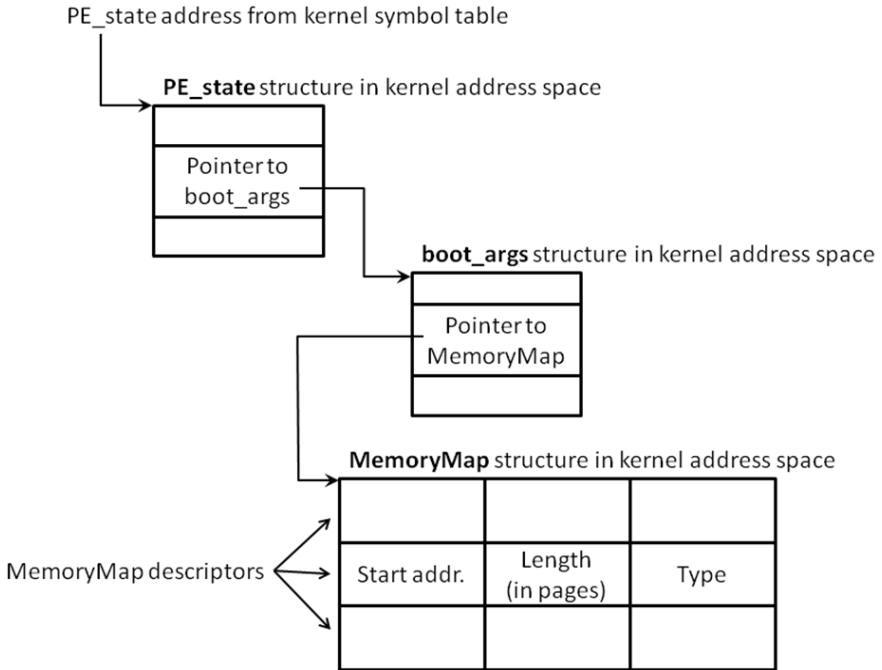 PE_state address from kernel symbol table
PE_state structure in kernel address space
Pointer to
boot_args
boot_args structure in kernel address space
Pointer to
MemoryMap
MemoryMap structure in kernel address space
MemoryMap descriptors
Start addr.
Length
(in pages)
Type